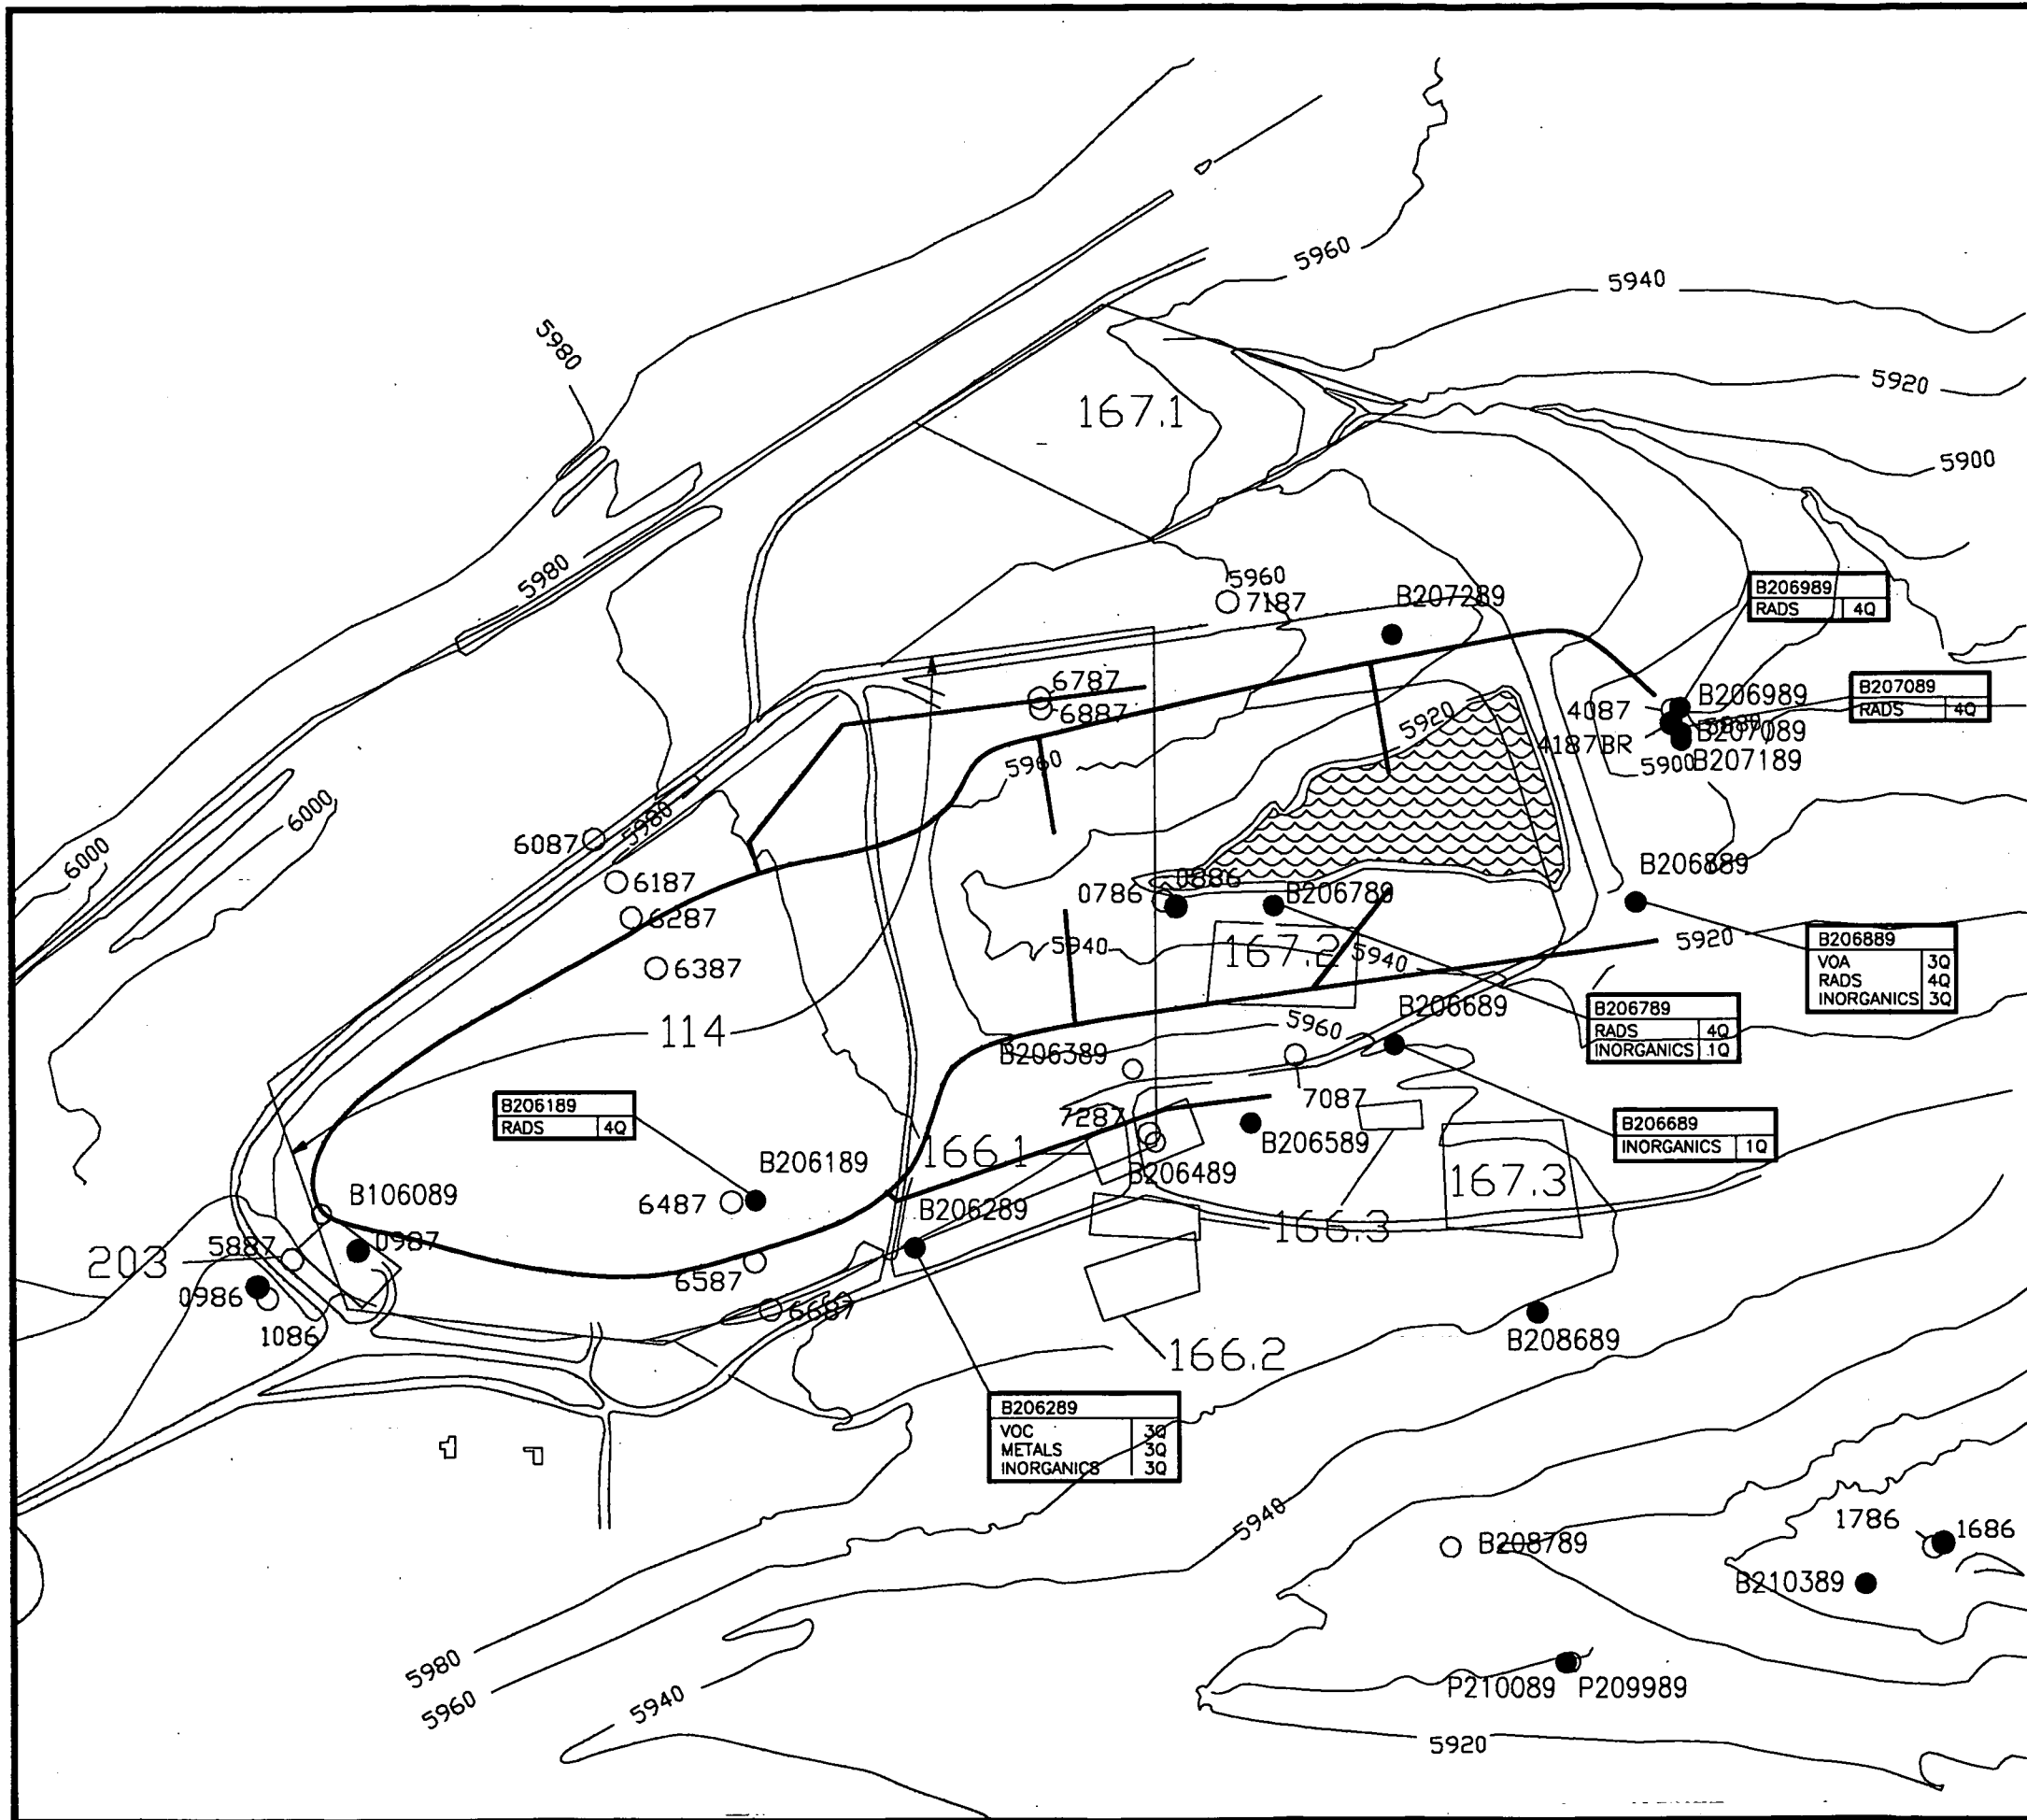 5960
5940
5980
5920
167.1
5900
5980
5960
7187
B207289
B206989
RADS 4Q
6787
6887
B206989
B207089
RADS 4Q
4087
5920
B207089
4187BR
5900
B207189
5960
6000
6000
5980
6087
6187
0886
0786
B206789
B206889
6287
5940
167.2
5940
5920
6387
B206889
VOA 3Q
RADS 4Q
INORGANICS 3Q
114
B206689
B206789
RADS 4Q
INORGANICS 1Q
5960
B206389
7087
B206189
RADS 4Q
7287
B206589
B206689
INORGANICS 1Q
166.1
B206189
B206489
167.3
B106089
6487
B206289
166.3
5887
0987
203
6587
0986
6687
1086
B208689
166.2
B206289
VOC 3Q
METALS 3Q
INORGANICS 3Q
5940
1786
1686
B208789
B210389
5980
5960
5940
P210089
P209989
5920